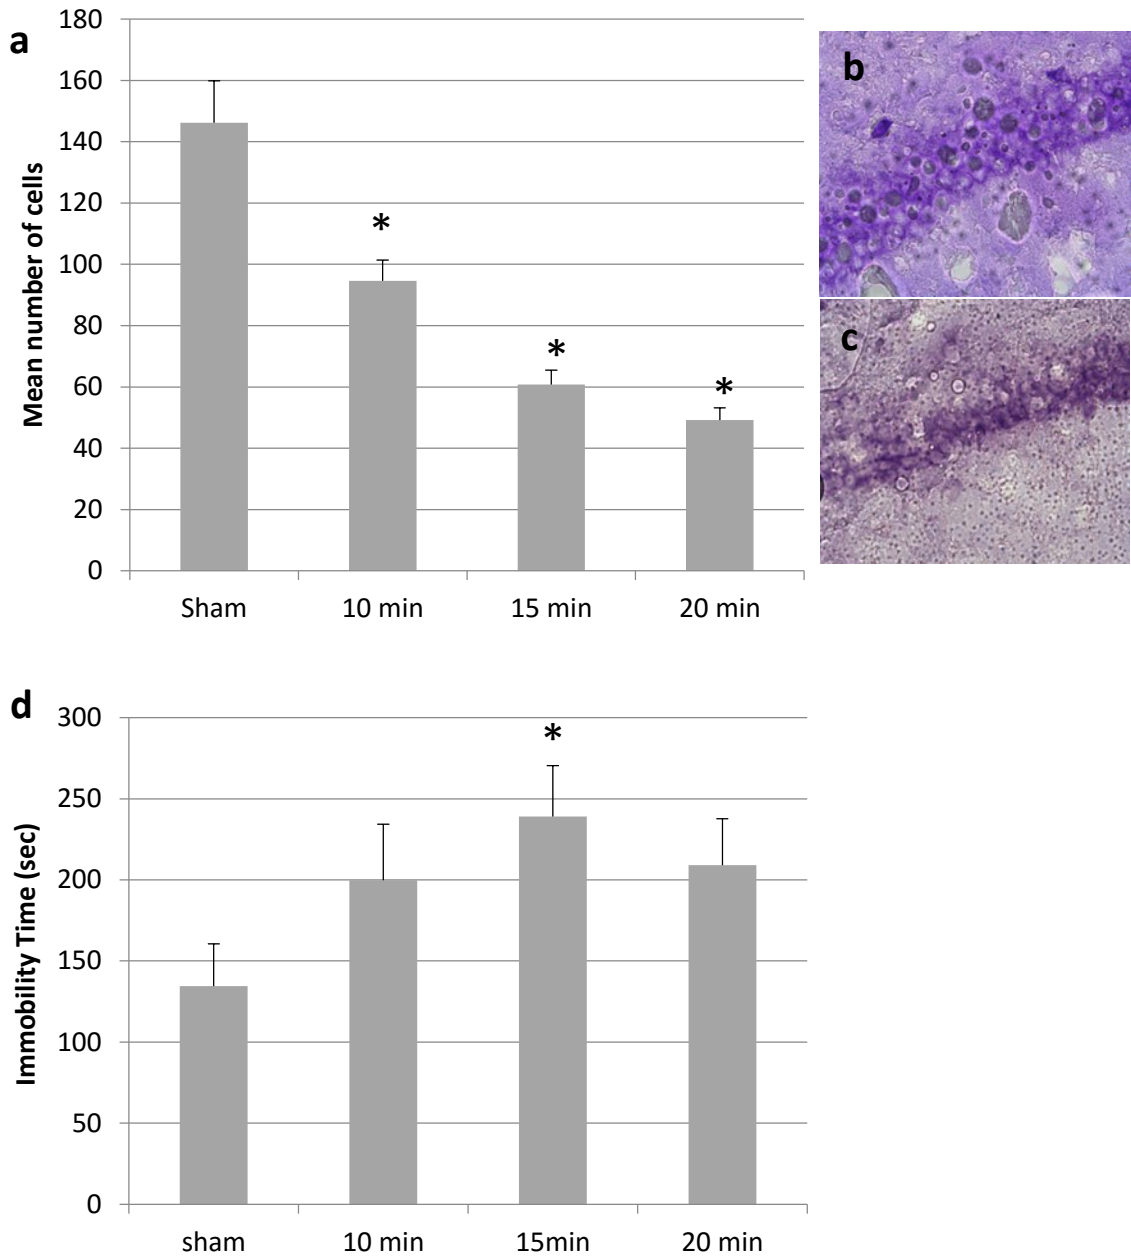 a
180
160
140
120
100
80
60
40
20
0
Mean number of cells
*
*
*
Sham 10 min 15 min 20 min
b
c
d
300
250
200
150
100
50
0
Immobility Time (sec)
*
sham 10 min 15min 20 min